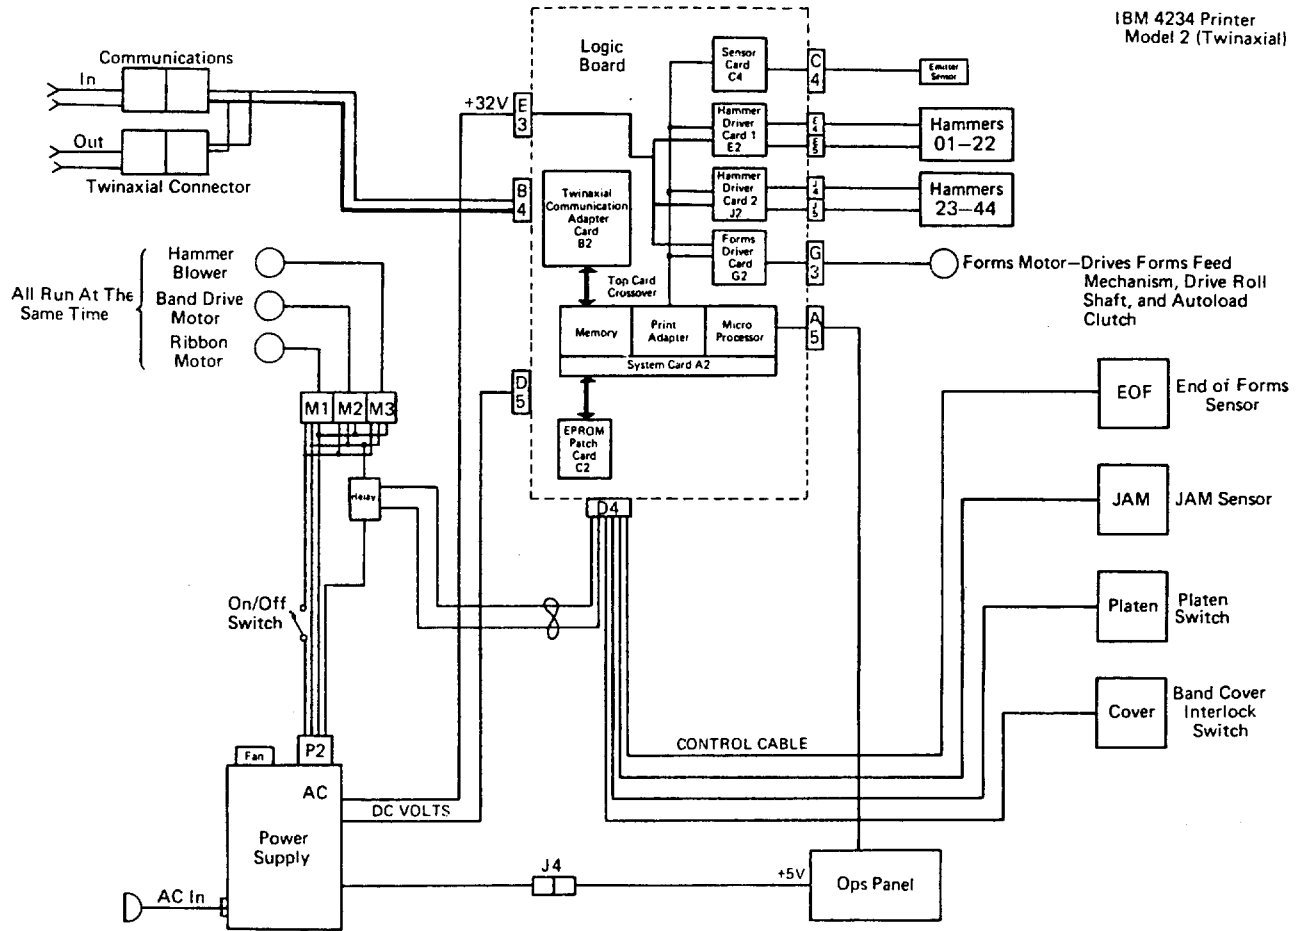 IBM 4234 Printer
Model 2 (Twinaxial)
Communications
In
Out
Twinaxial Connector
Logic
Board
+32V
E
3
B
4
D
5
Sensor
Card
C4
C
4
Emitter
Sensor
Hammer
Driver
Card 1
E2
E
4
E
5
Hammers
01–22
Hammer
Driver
Card 2
J2
J
4
J
5
Hammers
23–44
Forms
Driver
Card
G2
G
3
Forms Motor–Drives Forms Feed
Mechanism, Drive Roll
Shaft, and Autoload
Clutch
Twinaxial
Communication
Adapter
Card
B2
Top Card
Crossover
Memory
Print
Adapter
Micro
Processor
System Card A2
A
5
EPROM
Patch
Card
C2
D4
All Run At The
Same Time
Hammer
Blower
Band Drive
Motor
Ribbon
Motor
M1
M2
M3
Relay
On/Off
Switch
EOF
End of Forms
Sensor
JAM
JAM Sensor
Platen
Platen
Switch
Cover
Band Cover
Interlock
Switch
CONTROL CABLE
Fan
P2
AC
DC VOLTS
Power
Supply
AC In
J4
+5V
Ops Panel